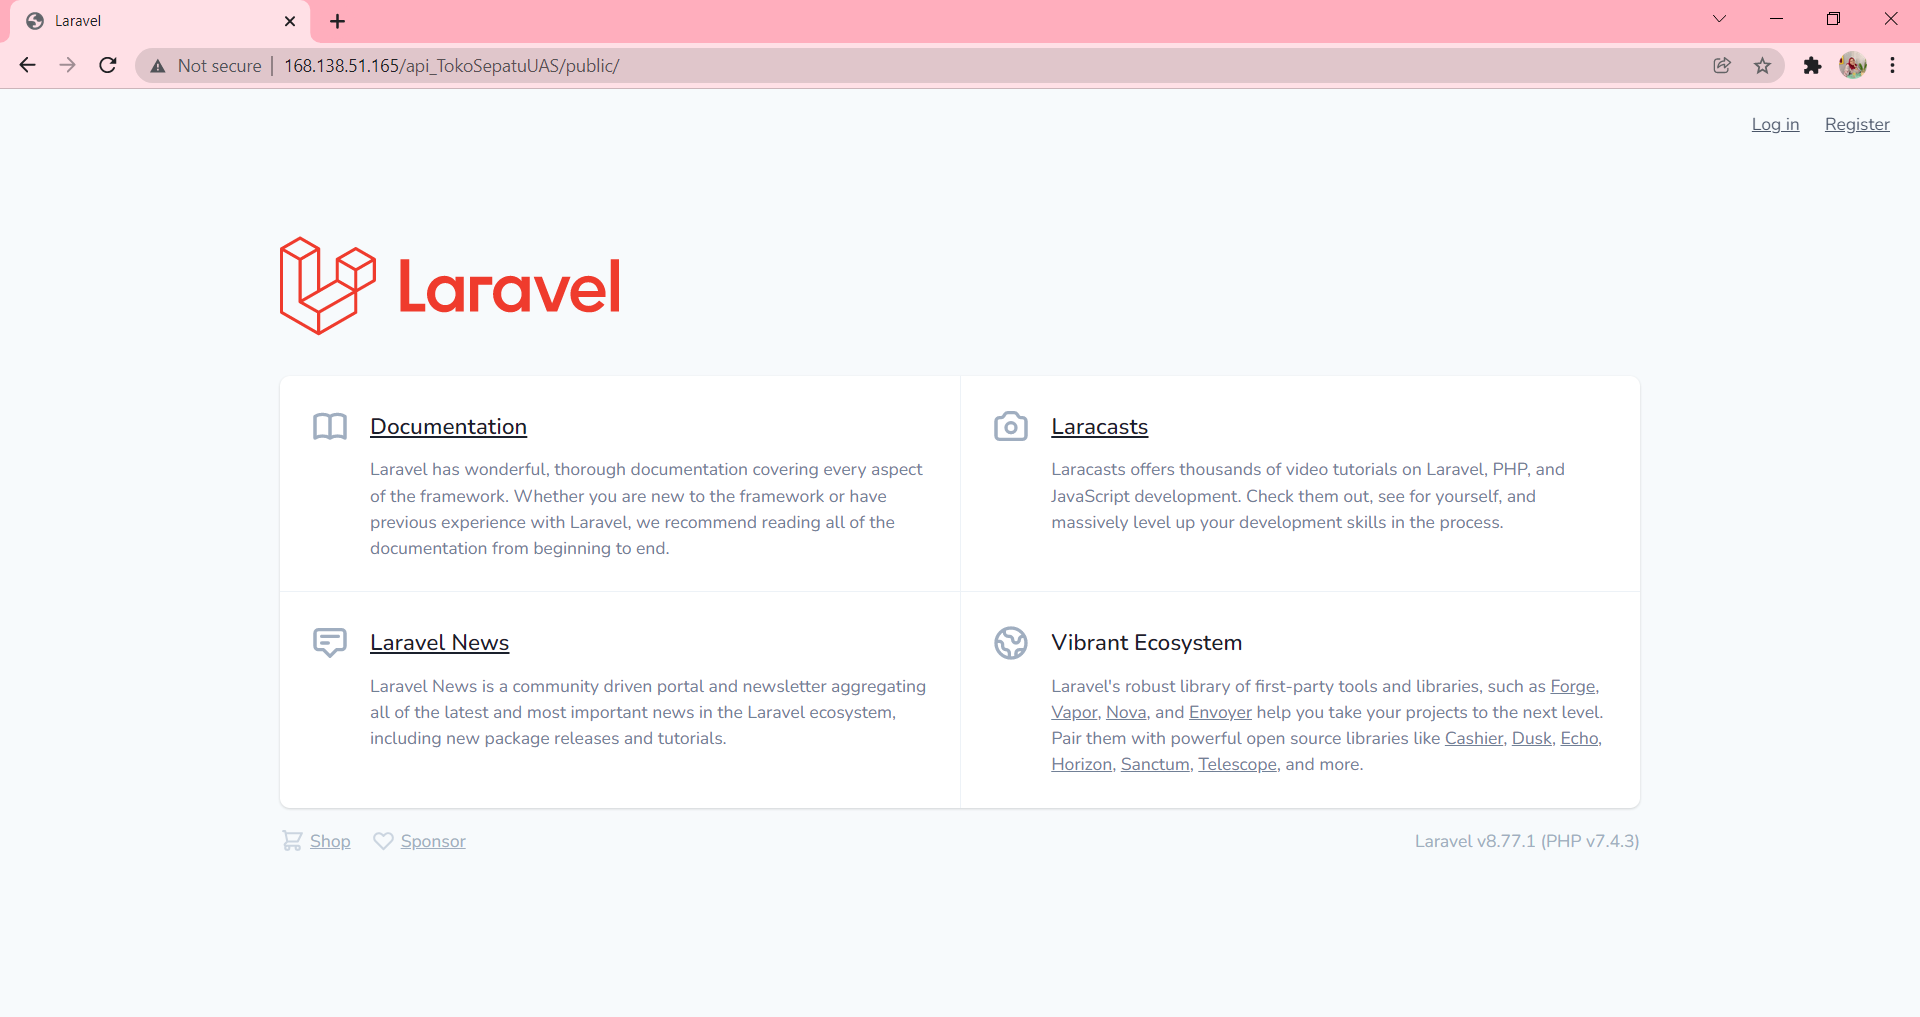 Laravel
Not secure 168.138.51.165/api_TokoSepatuUAS/public/
Log in Register
Laravel
Documentation
Laravel has wonderful, thorough documentation covering every aspect
of the framework. Whether you are new to the framework or have
previous experience with Laravel, we recommend reading all of the
documentation from beginning to end.
Laracasts
Laracasts offers thousands of video tutorials on Laravel, PHP, and
JavaScript development. Check them out, see for yourself, and
massively level up your development skills in the process.
Laravel News
Laravel News is a community driven portal and newsletter aggregating
all of the latest and most important news in the Laravel ecosystem,
including new package releases and tutorials.
Vibrant Ecosystem
Laravel's robust library of first-party tools and libraries, such as Forge,
Vapor, Nova, and Envoyer help you take your projects to the next level.
Pair them with powerful open source libraries like Cashier, Dusk, Echo,
Horizon, Sanctum, Telescope, and more.
Shop Sponsor
Laravel v8.77.1 (PHP v7.4.3)